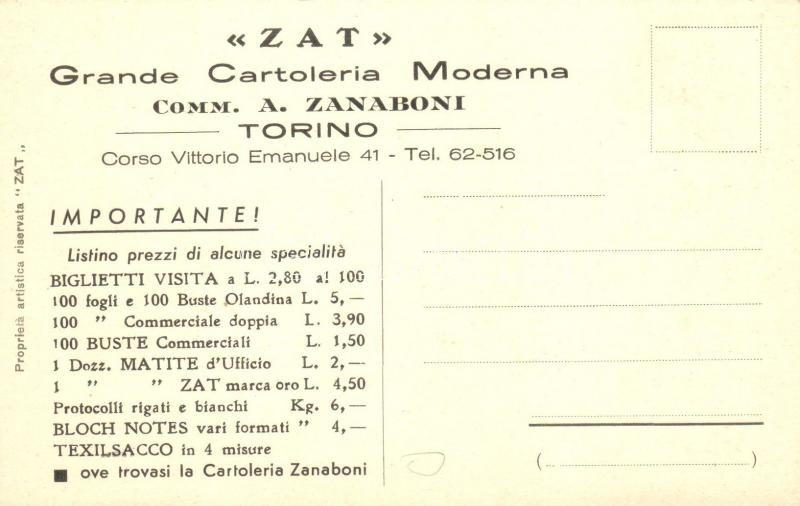 « ZAT »
Grande Cartoleria Moderna
COMM. A. ZANABONI
TORINO
Corso Vittorio Emanuele 41 - Tel. 62-516
Proprietà artistica riservata " ZAT „
IMPORTANTE!
Listino prezzi di alcune specialità
BIGLIETTI VISITA a L. 2,80 al 100
100 fogli e 100 Buste Olandina L. 5,—
100 " Commerciale doppia L. 3,90
100 BUSTE Commerciali L. 1,50
1 Dozz. MATITE d'Ufficio L. 2,—
1 " " ZAT marca oro L. 4,50
Protocolli rigati e bianchi Kg. 6,—
BLOCH NOTES vari formati " 4,—
TEXILSACCO in 4 misure
■ ove trovasi la Cartoleria Zanaboni